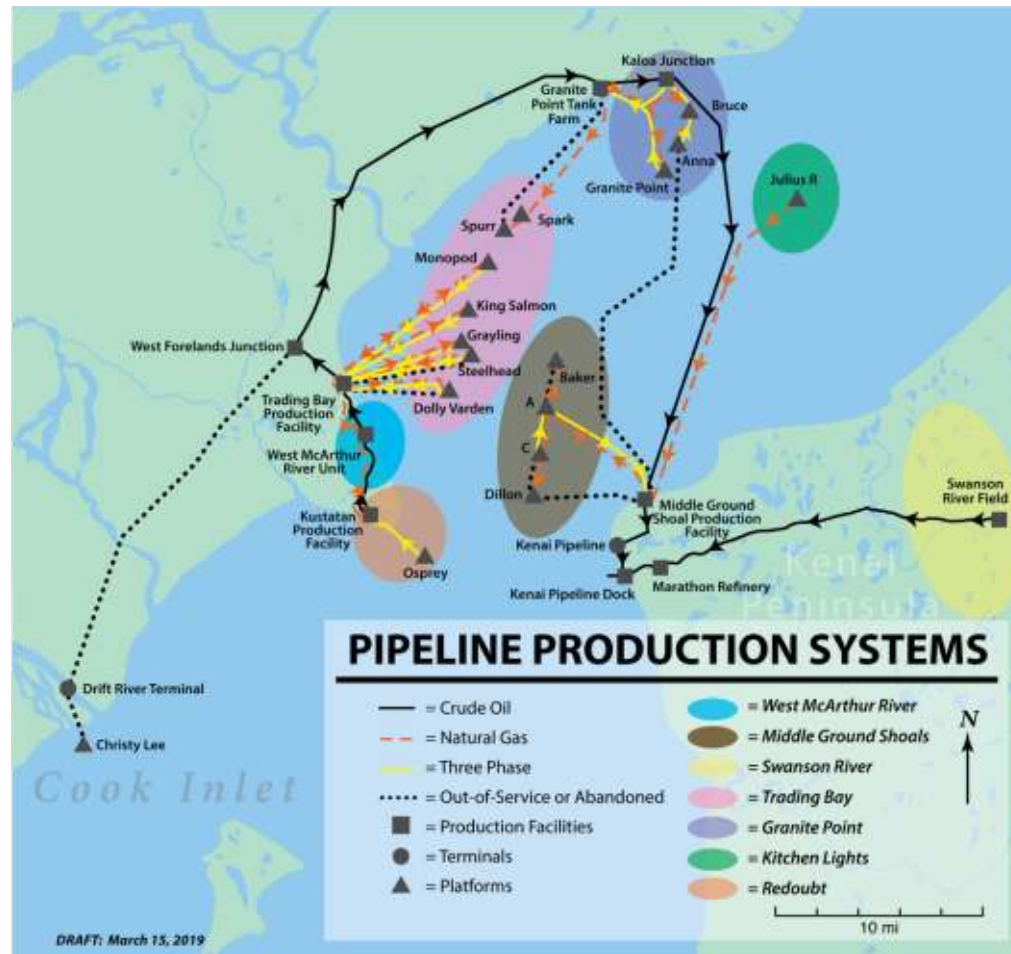 Kaloa Junction
Granite
Point Tank
Farm
Bruce
Anna
Granite Point
Julius R
Spark
Spurr
Monopod
King Salmon
Grayling
West Forelands Junction
Steelhead
Baker
Trading Bay
Production
Facility
Dolly Varden
A
West McArthur
River Unit
C
Dillon
Swanson
River Field
Middle Ground
Shoal Production
Facility
Kustatan
Production
Facility
Kenai Pipeline
Osprey
Kenai Pipeline Dock
Marathon Refinery
Kenai
Peninsula
PIPELINE PRODUCTION SYSTEMS
Drift River Terminal
Christy Lee
Cook Inlet
= Crude Oil
= Natural Gas
= Three Phase
= Out-of-Service or Abandoned
= Production Facilities
= Terminals
= Platforms
= West McArthur River
= Middle Ground Shoals
= Swanson River
= Trading Bay
= Granite Point
= Kitchen Lights
= Redoubt
N
10 mi
DRAFT: March 15, 2019